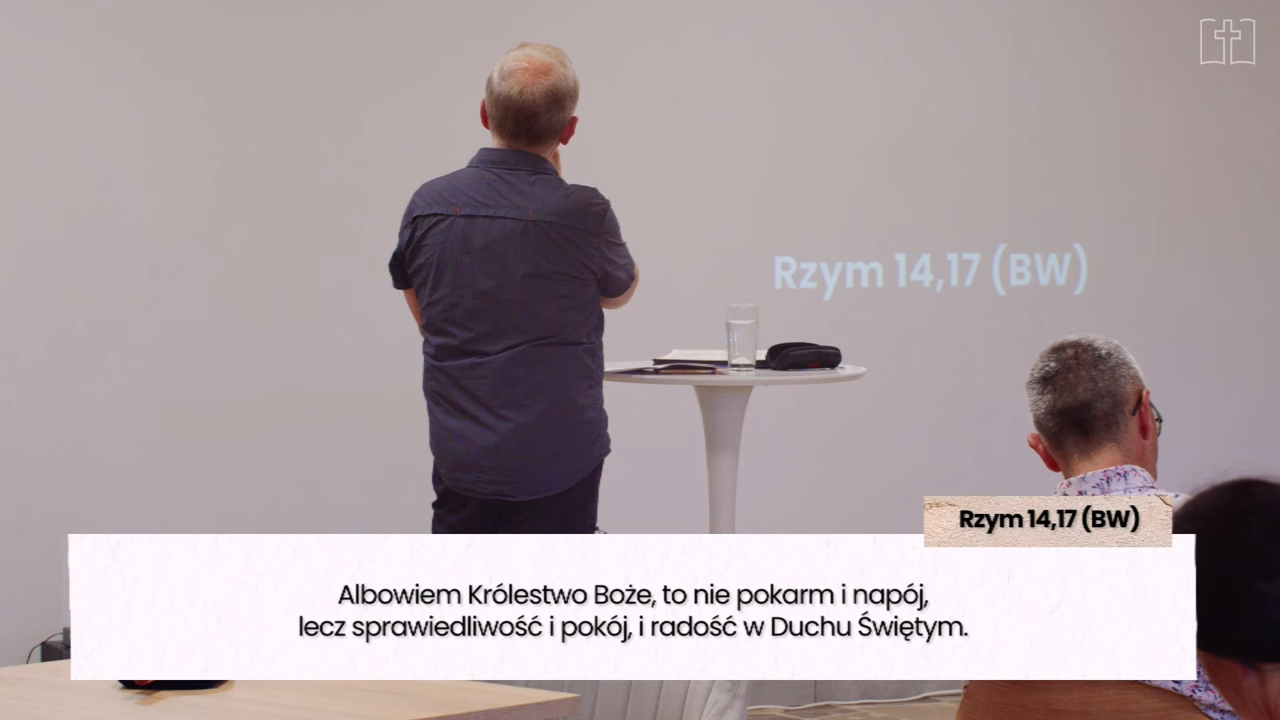 Rzym 14,17 (BW)
Rzym 14,17 (BW)
Albowiem Królestwo Boże, to nie pokarm i napój,
lecz sprawiedliwość i pokój, i radość w Duchu Świętym.